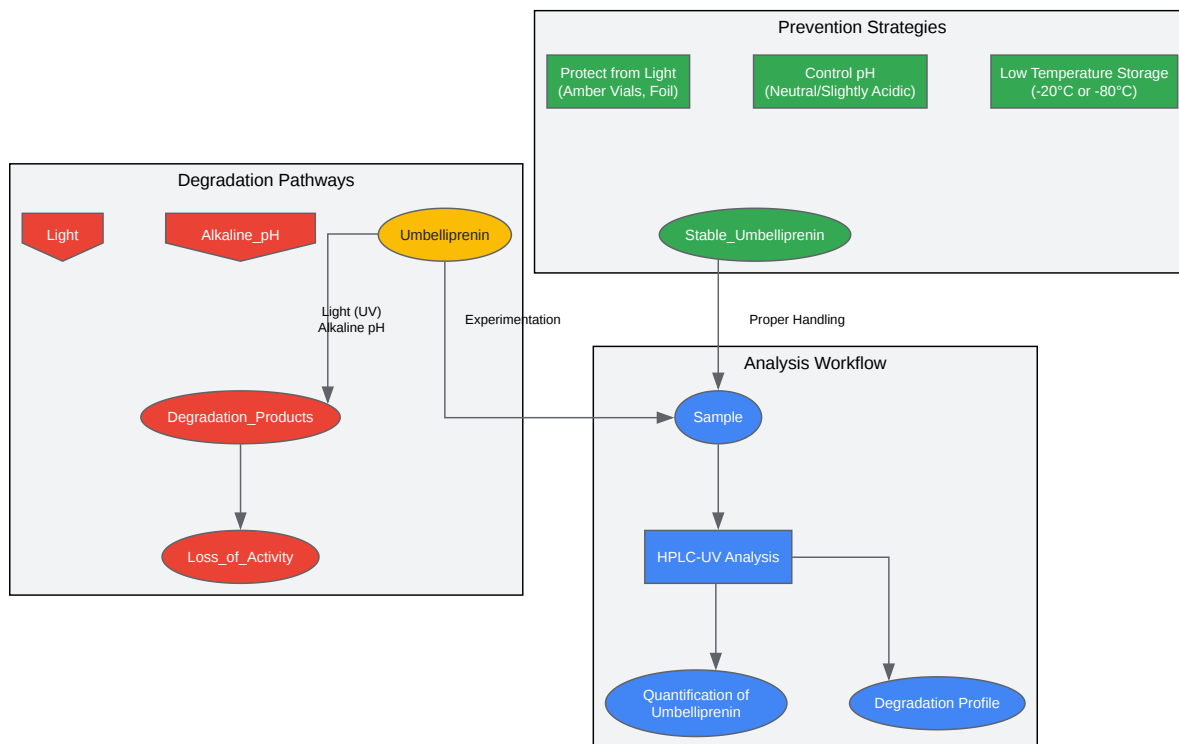 Prevention Strategies
Protect from Light
(Amber Vials, Foil)
Control pH
(Neutral/Slightly Acidic)
Low Temperature Storage
(-20°C or -80°C)
Degradation Pathways
Light
Alkaline_pH
Umbelliprenin
Stable_Umbelliprenin
Light (UV)
Alkaline pH
Experimentation
Proper Handling
Analysis Workflow
Degradation_Products
Sample
Loss_of_Activity
HPLC-UV Analysis
Quantification of
Umbelliprenin
Degradation Profile